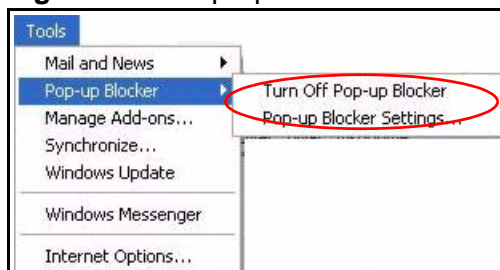 Tools
Mail and News
Pop-up Blocker
Turn Off Pop-up Blocker
Pop-up Blocker Settings...
Manage Add-ons...
Synchronize...
Windows Update
Windows Messenger
Internet Options...